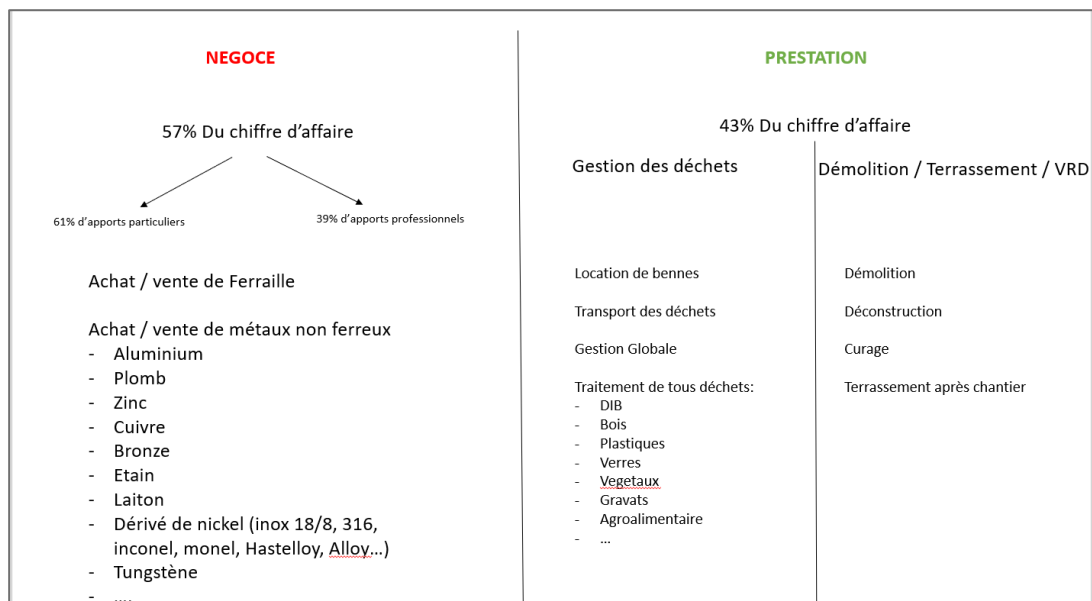 NEGOCE
57% Du chiffre d’affaire
61% d’apports particuliers
39% d’apports professionnels
Achat / vente de Ferraille
Achat / vente de métaux non ferreux
- Aluminium
- Plomb
- Zinc
- Cuivre
- Bronze
- Etain
- Laiton
- Dérivé de nickel (inox 18/8, 316,
inconel, monel, Hastelloy, Alloy...)
- Tungstène
- ....
PRESTATION
43% Du chiffre d’affaire
Gestion des déchets
Location de bennes
Transport des déchets
Gestion Globale
Traitement de tous déchets:
- DIB
- Bois
- Plastiques
- Verres
- Vegetaux
- Gravats
- Agroalimentaire
- ...
Démolition / Terrassement / VRD
Démolition
Déconstruction
Curage
Terrassement après chantier